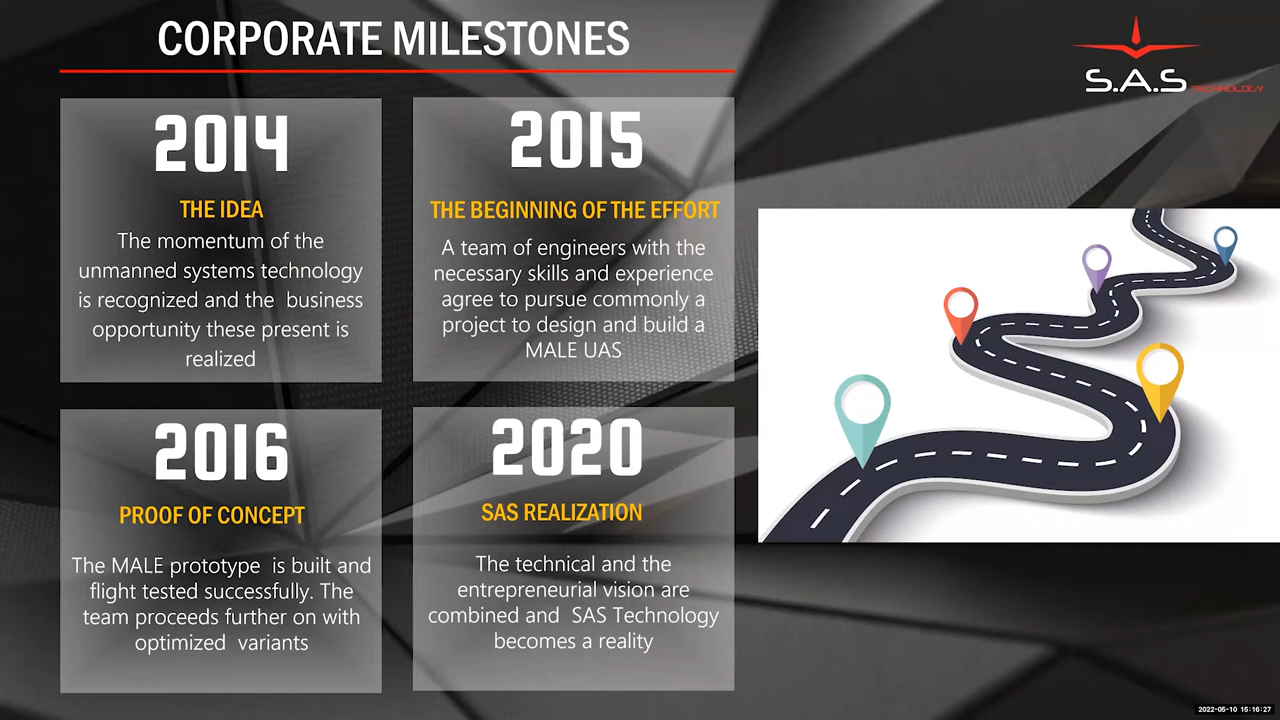 CORPORATE MILESTONES
S.A.S TECHNOLOGY
2014
THE IDEA
The momentum of the
unmanned systems technology
is recognized and the business
opportunity these present is
realized
2015
THE BEGINNING OF THE EFFORT
A team of engineers with the
necessary skills and experience
agree to pursue commonly a
project to design and build a
MALE UAS
2016
PROOF OF CONCEPT
The MALE prototype is built and
flight tested successfully. The
team proceeds further on with
optimized variants
2020
SAS REALIZATION
The technical and the
entrepreneurial vision are
combined and SAS Technology
becomes a reality
2022-05-10 15:16:27